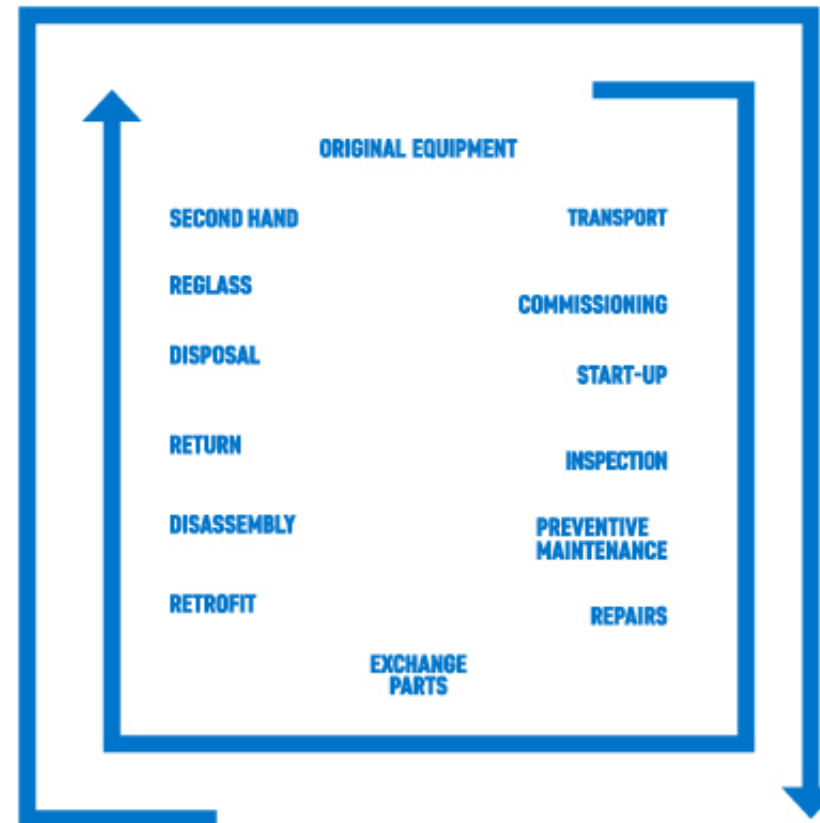 ORIGINAL EQUIPMENT
SECOND HAND
TRANSPORT
REGLASS
COMMISSIONING
DISPOSAL
START-UP
RETURN
INSPECTION
DISASSEMBLY
PREVENTIVE
MAINTENANCE
RETROFIT
REPAIRS
EXCHANGE
PARTS